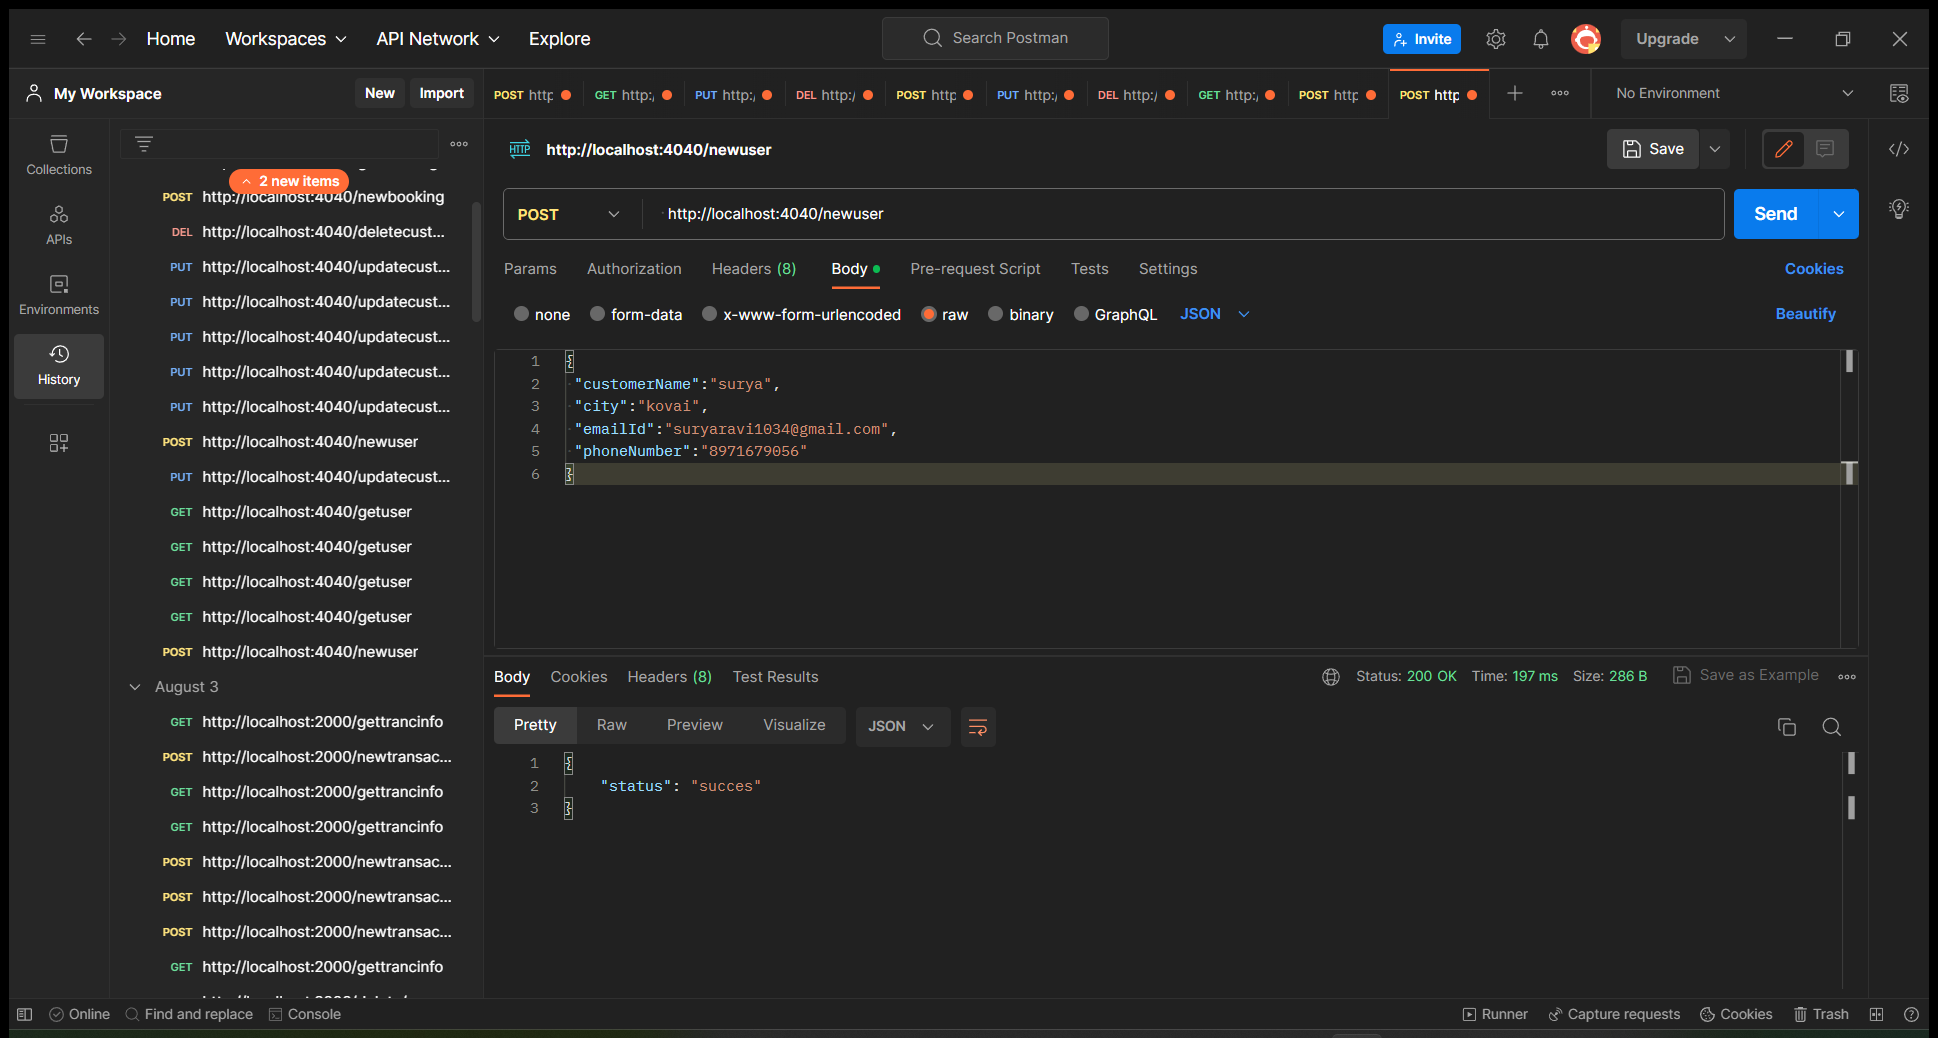 Home Workspaces API Network Explore Search Postman Invite Upgrade
My Workspace New Import
POST http GET http:/ PUT http:/ DEL http:/ POST http PUT http:/ DEL http:/ GET http:/ POST http POST http No Environment
Collections
APIs
Environments
History
2 new items
POST http://localhost:4040/newbooking
DEL http://localhost:4040/deletecust...
PUT http://localhost:4040/updatecust...
PUT http://localhost:4040/updatecust...
PUT http://localhost:4040/updatecust...
PUT http://localhost:4040/updatecust...
PUT http://localhost:4040/updatecust...
POST http://localhost:4040/newuser
PUT http://localhost:4040/updatecust...
GET http://localhost:4040/getuser
GET http://localhost:4040/getuser
GET http://localhost:4040/getuser
GET http://localhost:4040/getuser
POST http://localhost:4040/newuser
August 3
GET http://localhost:2000/gettrancinfo
POST http://localhost:2000/newtransac...
GET http://localhost:2000/gettrancinfo
GET http://localhost:2000/gettrancinfo
POST http://localhost:2000/newtransac...
POST http://localhost:2000/newtransac...
POST http://localhost:2000/newtransac...
GET http://localhost:2000/gettrancinfo
HTTP http://localhost:4040/newuser Save
POST http://localhost:4040/newuser Send
Params Authorization Headers (8) Body Pre-request Script Tests Settings Cookies
none form-data x-www-form-urlencoded raw binary GraphQL JSON Beautify
1 {
2 "customerName":"surya",
3 "city":"kovai",
4 "emailId":"suryaravi1034@gmail.com",
5 "phoneNumber":"8971679056"
6 }
Body Cookies Headers (8) Test Results Status: 200 OK Time: 197 ms Size: 286 B Save as Example
Pretty Raw Preview Visualize JSON
1 {
2 "status": "succes"
3 }
Online Find and replace Console Runner Capture requests Cookies Trash